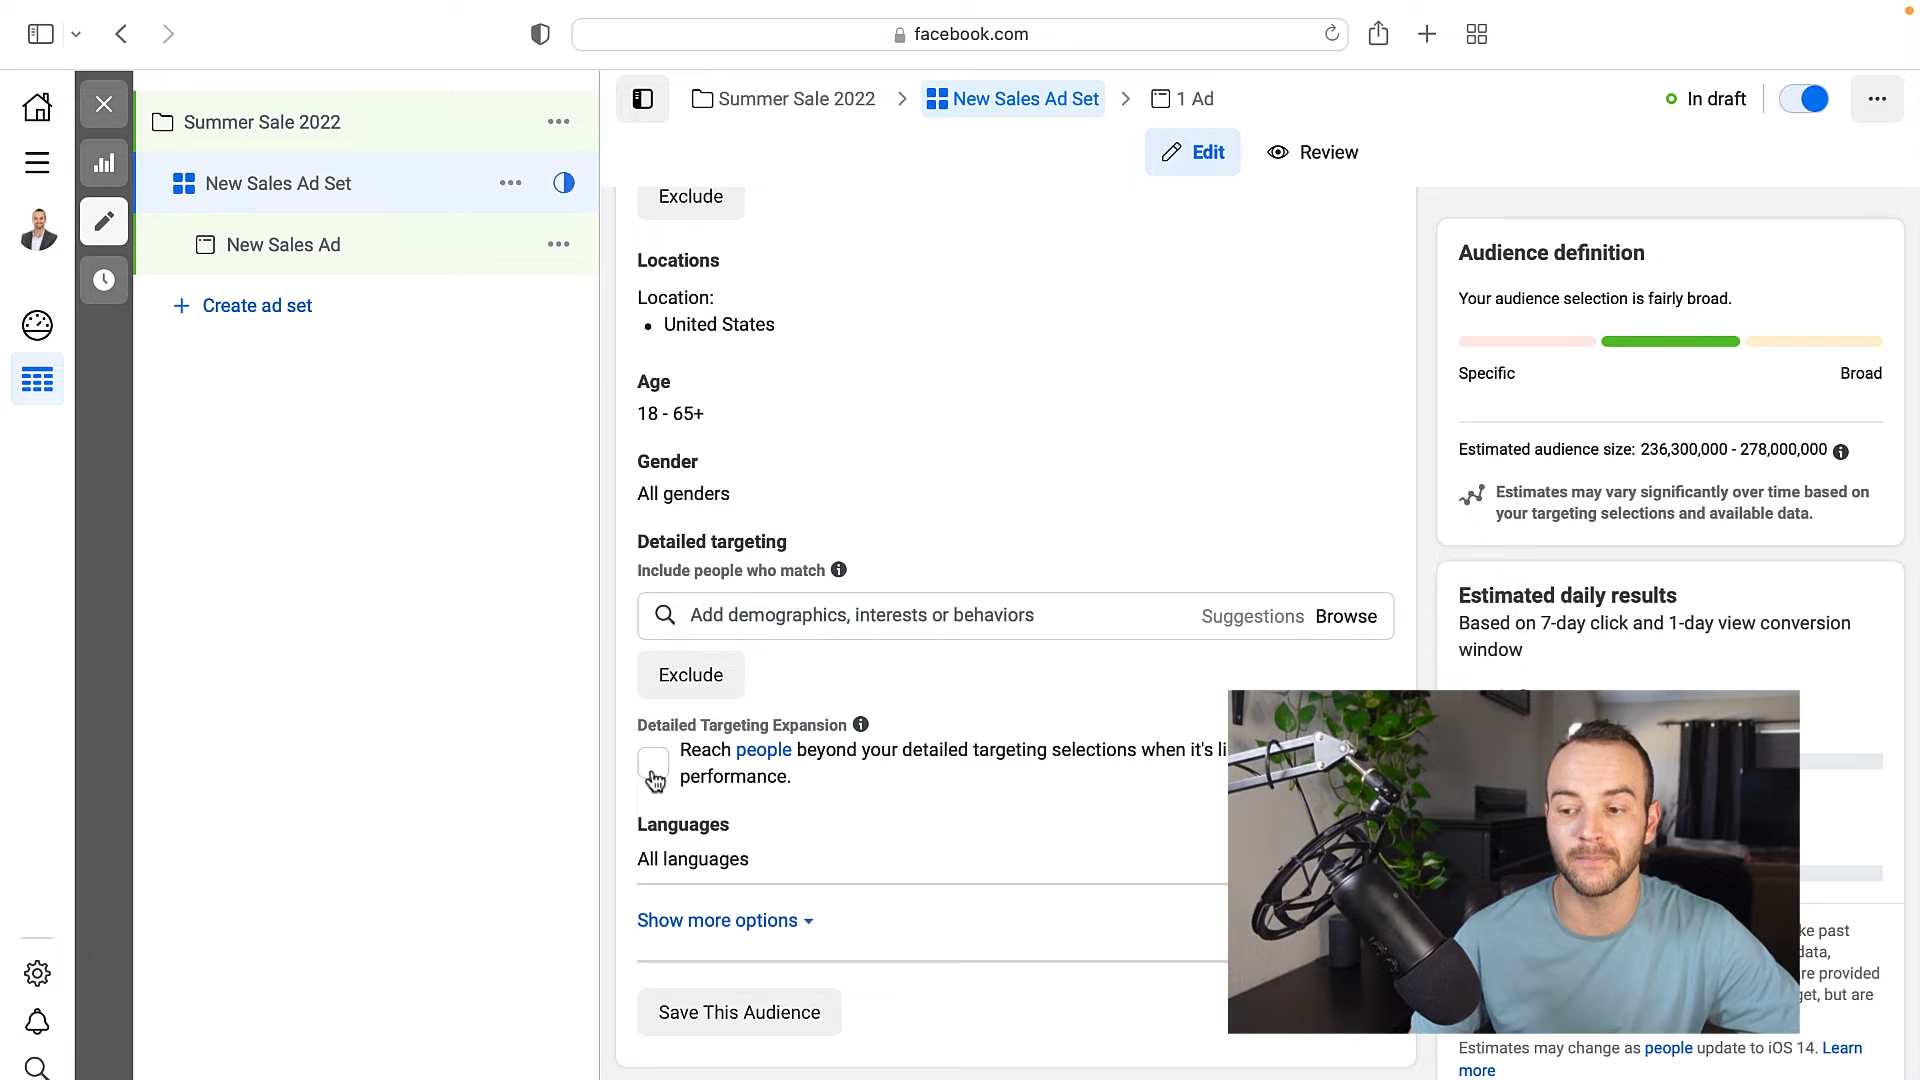 facebook.com
Summer Sale 2022
New Sales Ad Set
New Sales Ad
Create ad set
Summer Sale 2022
New Sales Ad Set
1 Ad
In draft
Edit
Review
Exclude
Locations
Location:
United States
Age
18 - 65+
Gender
All genders
Detailed targeting
Include people who match
Add demographics, interests or behaviors
Suggestions Browse
Exclude
Detailed Targeting Expansion
Reach people beyond your detailed targeting selections when it's li
performance.
Languages
All languages
Show more options
Save This Audience
Audience definition
Your audience selection is fairly broad.
Specific
Broad
Estimated audience size: 236,300,000 - 278,000,000
Estimates may vary significantly over time based on
your targeting selections and available data.
Estimated daily results
Based on 7-day click and 1-day view conversion
window
ke past
data,
re provided
get, but are
Estimates may change as people update to iOS 14. Learn
more